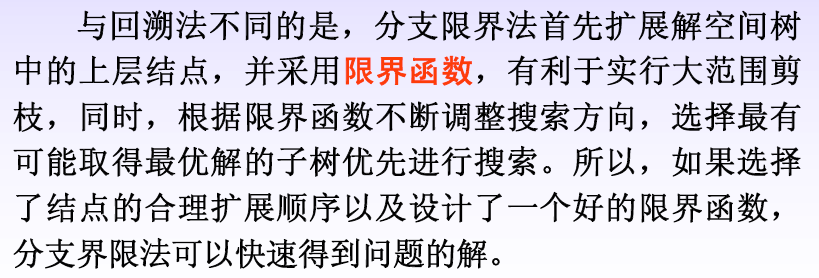 与回溯法不同的是，分支限界法首先扩展解空间树
中的上层结点，并采用限界函数，有利于实行大范围剪
枝，同时，根据限界函数不断调整搜索方向，选择最有
可能取得最优解的子树优先进行搜索。所以，如果选择
了结点的合理扩展顺序以及设计了一个好的限界函数，
分支界限法可以快速得到问题的解。